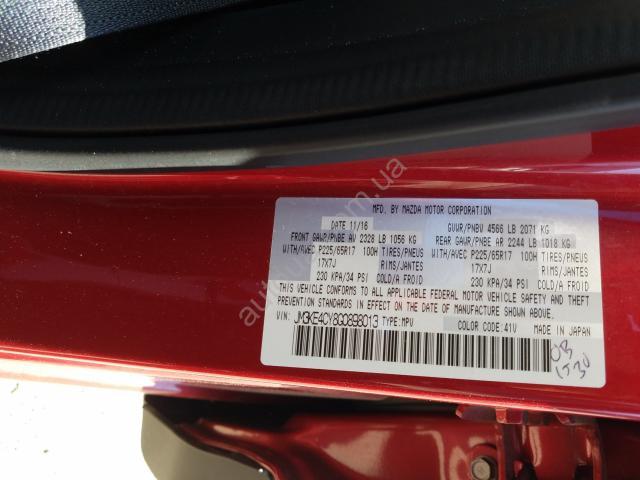 MFD. BY MAZDA MOTOR CORPORATION
DATE 11/16 GVWR/PNBV 4566 LB 2071 KG
FRONT GAWR/PNBE AV 2328 LB 1056 KG REAR GAWR/PNBE AR 2244 LB 1018 KG
WITH/AVEC P225/65R17 100H TIRES/PNEUS WITH/AVEC P225/65R17 100H TIRES/PNEUS
17X7J RIMS/JANTES 17X7J RIMS/JANTES
230 KPA/34 PSI COLD/A FROID 230 KPA/34 PSI COLD/A FROID
THIS VEHICLE CONFORMS TO ALL APPLICABLE FEDERAL MOTOR VEHICLE SAFETY AND THEFT
PREVENTION STANDARDS IN EFFECT ON THE DATE OF MANUFACTURE SHOWN ABOVE.
VIN: JM3KE4CY8G0898013 TYPE:MPV COLOR CODE: 41V MADE IN JAPAN